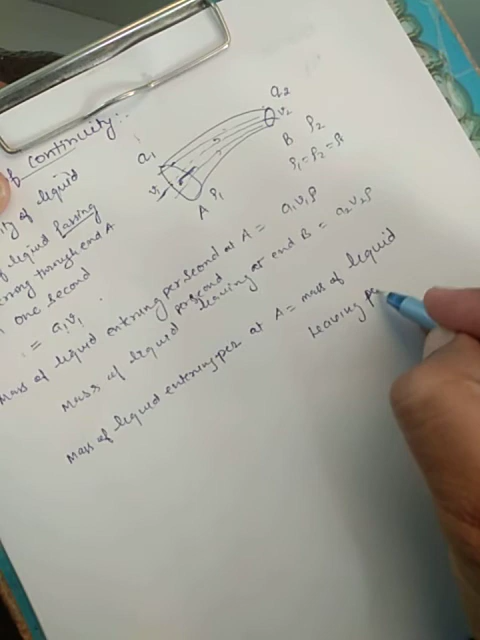 of continuity :-
a1
a2
v1
v2
A ρ1
B ρ2
ρ1 = ρ2 = ρ
of liquid
of liquid passing
through end A
one second
= a1v1
Mass of liquid entering per second at A = a1v1ρ
Mass of liquid per second leaving at end B = a2v2ρ
Mass of liquid entering per at A = mass of liquid
leaving pe